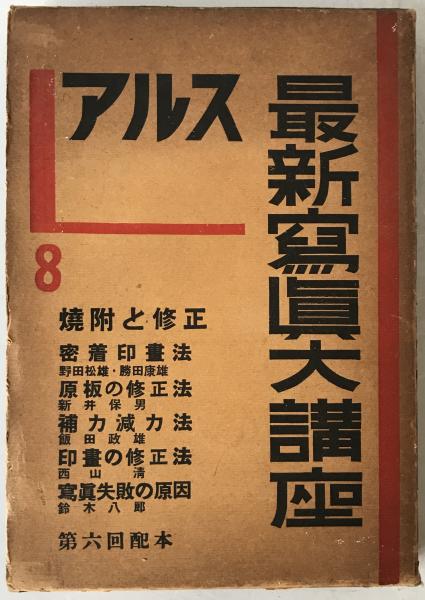 アルス
最新寫眞大講座
8
燒附と修正
密着印畫法
野田松雄・勝田康雄
原板の修正法
新井保男
補力減力法
飯田政雄
印畫の修正法
西山清
寫眞失敗の原因
鈴木八郎
第六回配本